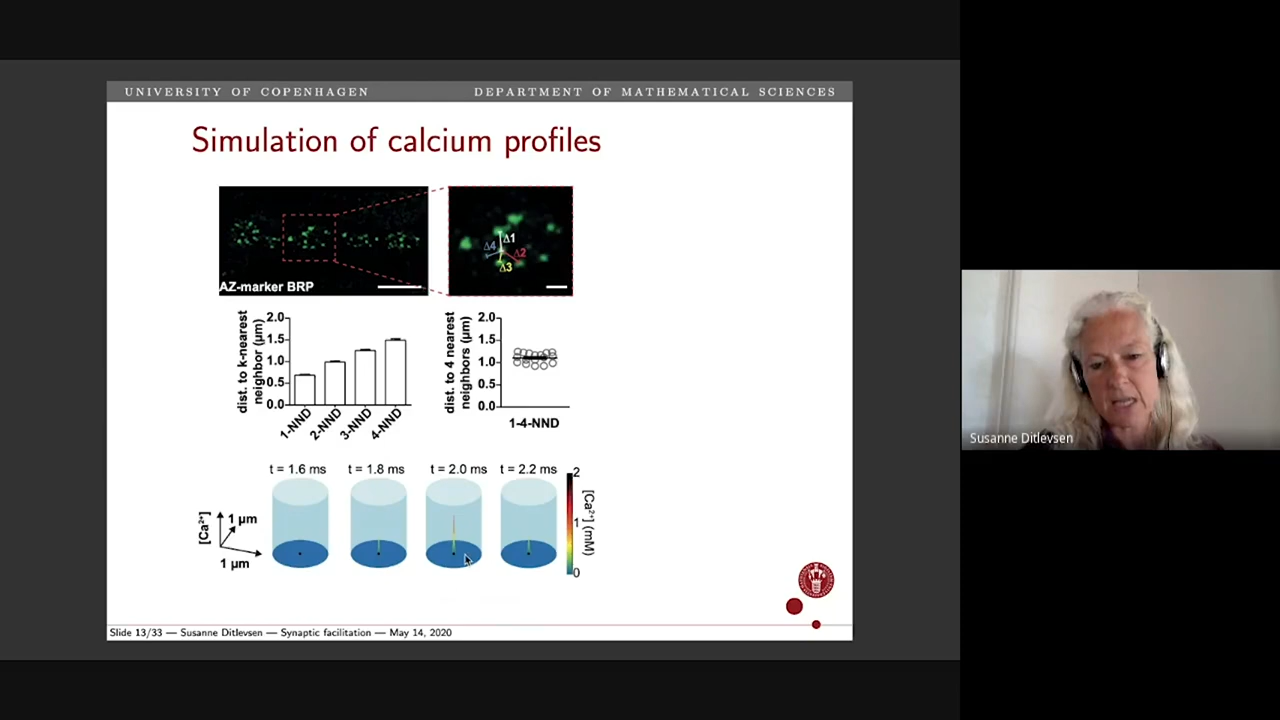 UNIVERSITY OF COPENHAGEN DEPARTMENT OF MATHEMATICAL SCIENCES
Simulation of calcium profiles
Δ1
Δ4
Δ2
Δ3
AZ-marker BRP
dist. to k-nearest
neighbor (µm)
2.0
1.5
1.0
0.5
0.0
1-NND
2-NND
3-NND
4-NND
dist. to 4 nearest
neighbors (µm)
2.0
1.5
1.0
0.5
0.0
1-4-NND
t = 1.6 ms t = 1.8 ms t = 2.0 ms t = 2.2 ms
[Ca²⁺]
1 µm
1 µm
2
1
0
[Ca²⁺] (mM)
Slide 13/33 — Susanne Ditlevsen — Synaptic facilitation — May 14, 2020
Susanne Ditlevsen